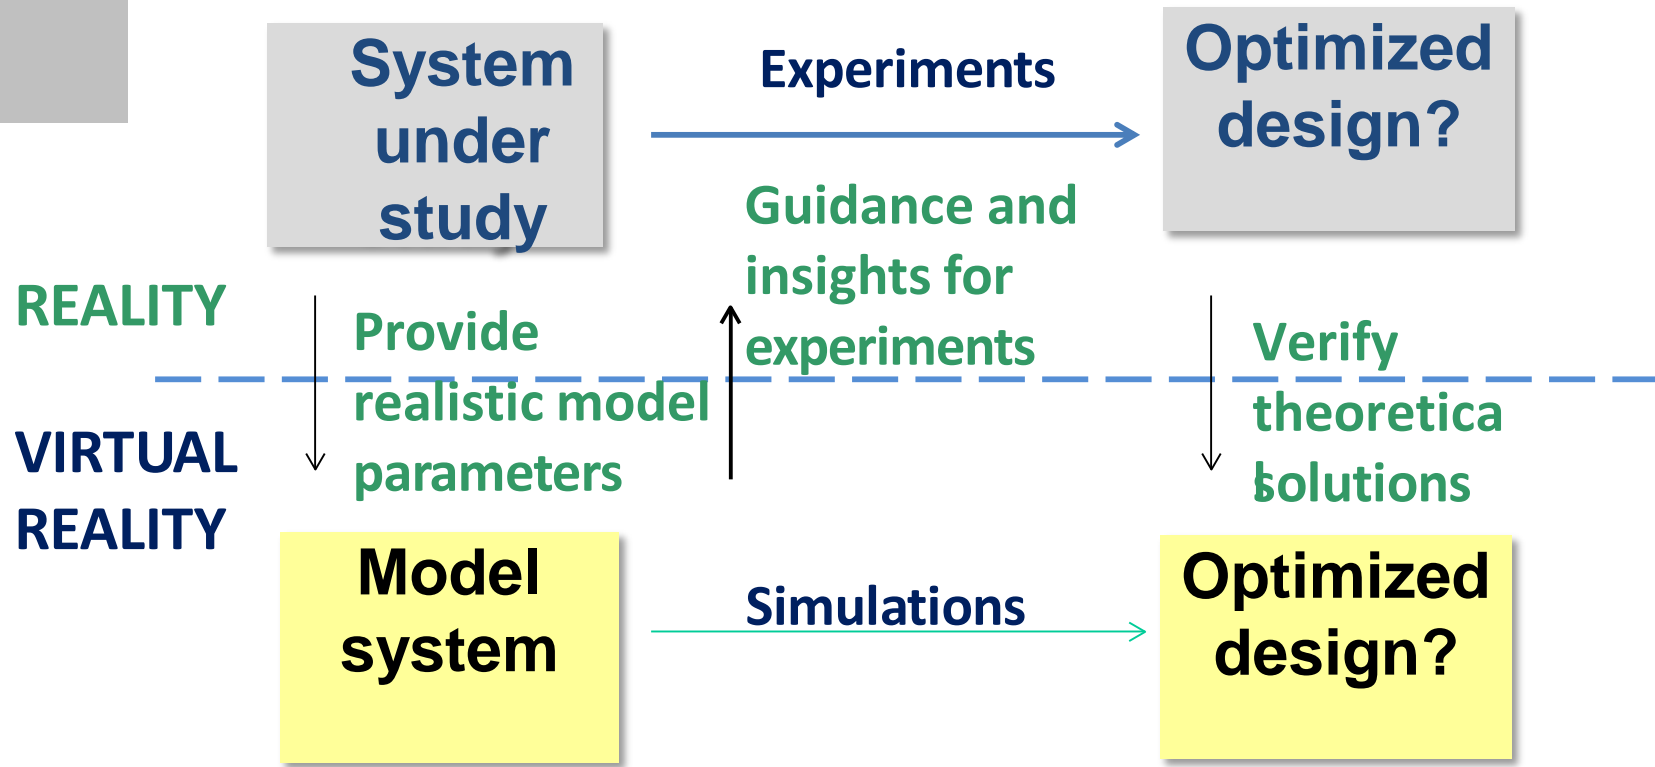 System
under
study
Experiments
Optimized
design?
Guidance and
insights for
experiments
REALITY
Provide
realistic model
parameters
Verify
theoretica
l
solutions
VIRTUAL
REALITY
Model
system
Simulations
Optimized
design?